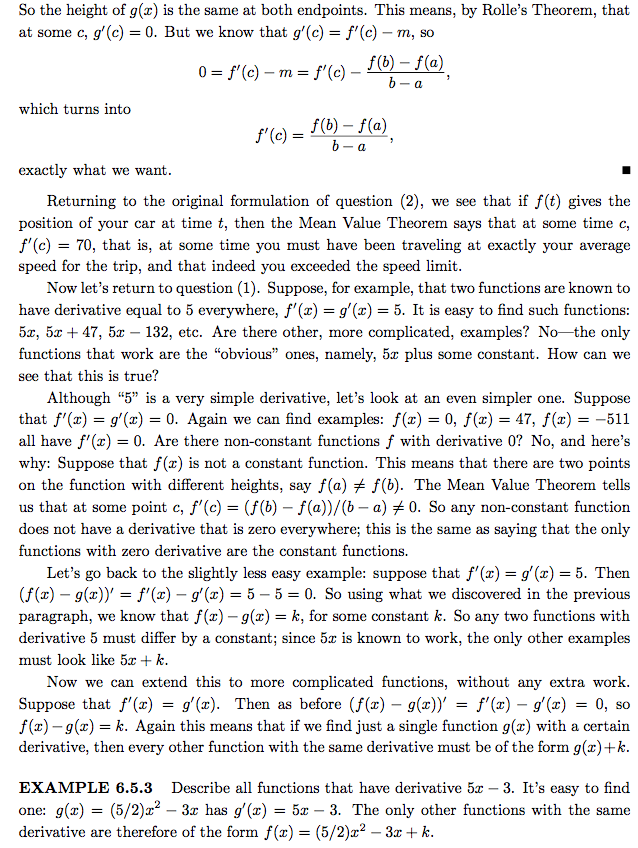 So the height of g(x) is the same at both endpoints. This means, by Rolle's Theorem, that
at some c, g′(c) = 0. But we know that g′(c) = f′(c) − m, so
0 = f′(c) − m = f′(c) − f(b) − f(a) / b − a,
which turns into
f′(c) = f(b) − f(a) / b − a,
exactly what we want. ■
Returning to the original formulation of question (2), we see that if f(t) gives the
position of your car at time t, then the Mean Value Theorem says that at some time c,
f′(c) = 70, that is, at some time you must have been traveling at exactly your average
speed for the trip, and that indeed you exceeded the speed limit.
Now let's return to question (1). Suppose, for example, that two functions are known to
have derivative equal to 5 everywhere, f′(x) = g′(x) = 5. It is easy to find such functions:
5x, 5x + 47, 5x − 132, etc. Are there other, more complicated, examples? No—the only
functions that work are the “obvious” ones, namely, 5x plus some constant. How can we
see that this is true?
Although “5” is a very simple derivative, let's look at an even simpler one. Suppose
that f′(x) = g′(x) = 0. Again we can find examples: f(x) = 0, f(x) = 47, f(x) = −511
all have f′(x) = 0. Are there non-constant functions f with derivative 0? No, and here's
why: Suppose that f(x) is not a constant function. This means that there are two points
on the function with different heights, say f(a) ≠ f(b). The Mean Value Theorem tells
us that at some point c, f′(c) = (f(b) − f(a))/(b − a) ≠ 0. So any non-constant function
does not have a derivative that is zero everywhere; this is the same as saying that the only
functions with zero derivative are the constant functions.
Let's go back to the slightly less easy example: suppose that f′(x) = g′(x) = 5. Then
(f(x) − g(x))′ = f′(x) − g′(x) = 5 − 5 = 0. So using what we discovered in the previous
paragraph, we know that f(x) − g(x) = k, for some constant k. So any two functions with
derivative 5 must differ by a constant; since 5x is known to work, the only other examples
must look like 5x + k.
Now we can extend this to more complicated functions, without any extra work.
Suppose that f′(x) = g′(x). Then as before (f(x) − g(x))′ = f′(x) − g′(x) = 0, so
f(x) − g(x) = k. Again this means that if we find just a single function g(x) with a certain
derivative, then every other function with the same derivative must be of the form g(x)+k.
EXAMPLE 6.5.3 Describe all functions that have derivative 5x − 3. It's easy to find
one: g(x) = (5/2)x² − 3x has g′(x) = 5x − 3. The only other functions with the same
derivative are therefore of the form f(x) = (5/2)x² − 3x + k.